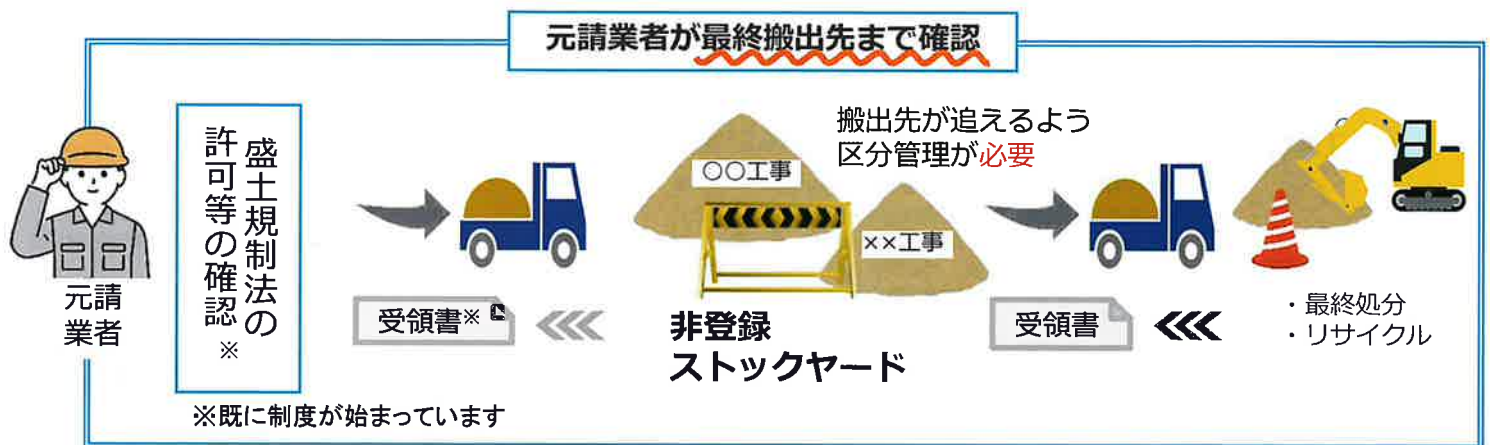 元請業者が最終搬出先まで確認
盛土規制法の
許可等の確認
※
元請
業者
受領書※
○○工事
××工事
搬出先が追えるよう
区分管理が必要
非登録
ストックヤード
受領書
・最終処分
・リサイクル
※既に制度が始まっています